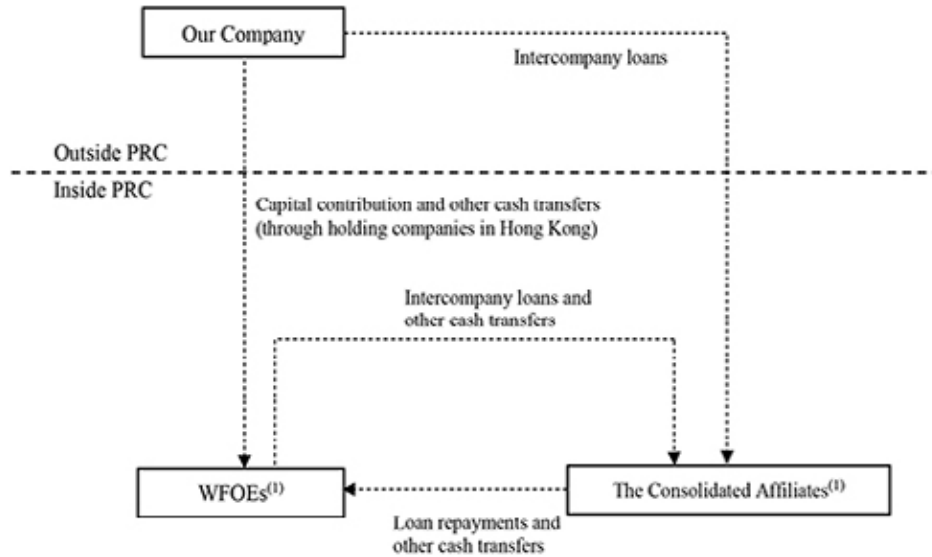 Our Company
Intercompany loans
Outside PRC
Inside PRC
Capital contribution and other cash transfers
(through holding companies in Hong Kong)
Intercompany loans and
other cash transfers
WFOEs(1)
The Consolidated Affiliates(1)
Loan repayments and
other cash transfers